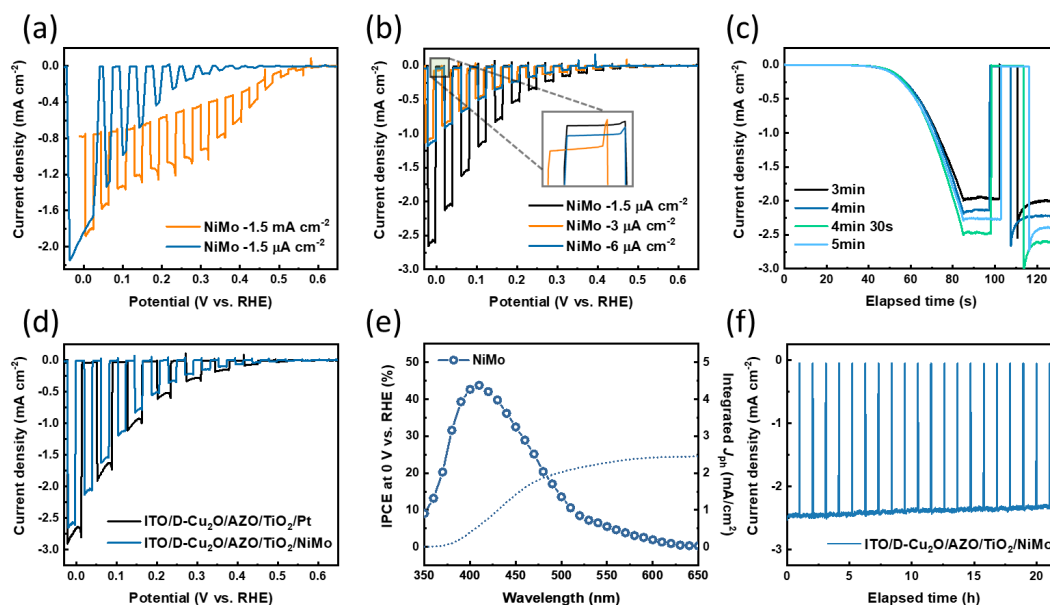 (a)
Current density (mA cm⁻²)
0.0
-0.4
-0.8
-1.2
-1.6
-2.0
NiMo -1.5 mA cm⁻²
NiMo -1.5 µA cm⁻²
0.0 0.1 0.2 0.3 0.4 0.5 0.6
Potential (V vs. RHE)
(b)
Current density (mA cm⁻²)
0.0
-0.5
-1.0
-1.5
-2.0
-2.5
-3.0
NiMo -1.5 µA cm⁻²
NiMo -3 µA cm⁻²
NiMo -6 µA cm⁻²
0.0 0.1 0.2 0.3 0.4 0.5 0.6
Potential (V vs. RHE)
(c)
Current density (mA cm⁻²)
0.0
-0.5
-1.0
-1.5
-2.0
-2.5
-3.0
3min
4min
4min 30s
5min
0 20 40 60 80 100 120
Elapsed time (s)
(d)
Current density (mA cm⁻²)
0.0
-0.5
-1.0
-1.5
-2.0
-2.5
-3.0
ITO/D-Cu₂O/AZO/TiO₂/Pt
ITO/D-Cu₂O/AZO/TiO₂/NiMo
0.0 0.1 0.2 0.3 0.4 0.5 0.6
Potential (V vs. RHE)
(e)
IPCE at 0 V vs. RHE (%)
50
40
30
20
10
0
NiMo
5
4
3
2
1
0
Integrated Jₚₕ (mA/cm²)
350 400 450 500 550 600 650
Wavelength (nm)
(f)
Current density (mA cm⁻²)
0
-1
-2
-3
ITO/D-Cu₂O/AZO/TiO₂/NiMo
0 5 10 15 20
Elapsed time (h)